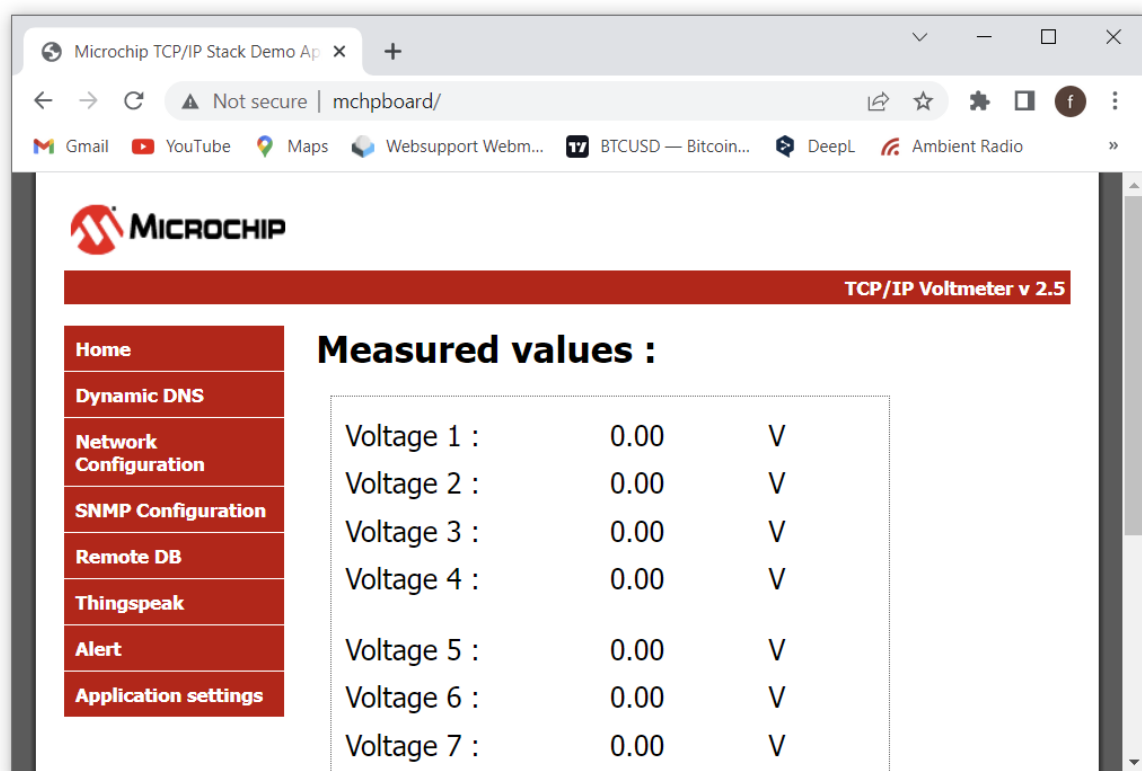 Microchip TCP/IP Stack Demo Ap
Not secure | mchpboard/
f
Gmail YouTube Maps Websupport Webm... BTCUSD — Bitcoin... DeepL Ambient Radio »
MICROCHIP
TCP/IP Voltmeter v 2.5
Home
Dynamic DNS
Network
Configuration
SNMP Configuration
Remote DB
Thingspeak
Alert
Application settings
Measured values :
Voltage 1 : 0.00 V
Voltage 2 : 0.00 V
Voltage 3 : 0.00 V
Voltage 4 : 0.00 V
Voltage 5 : 0.00 V
Voltage 6 : 0.00 V
Voltage 7 : 0.00 V